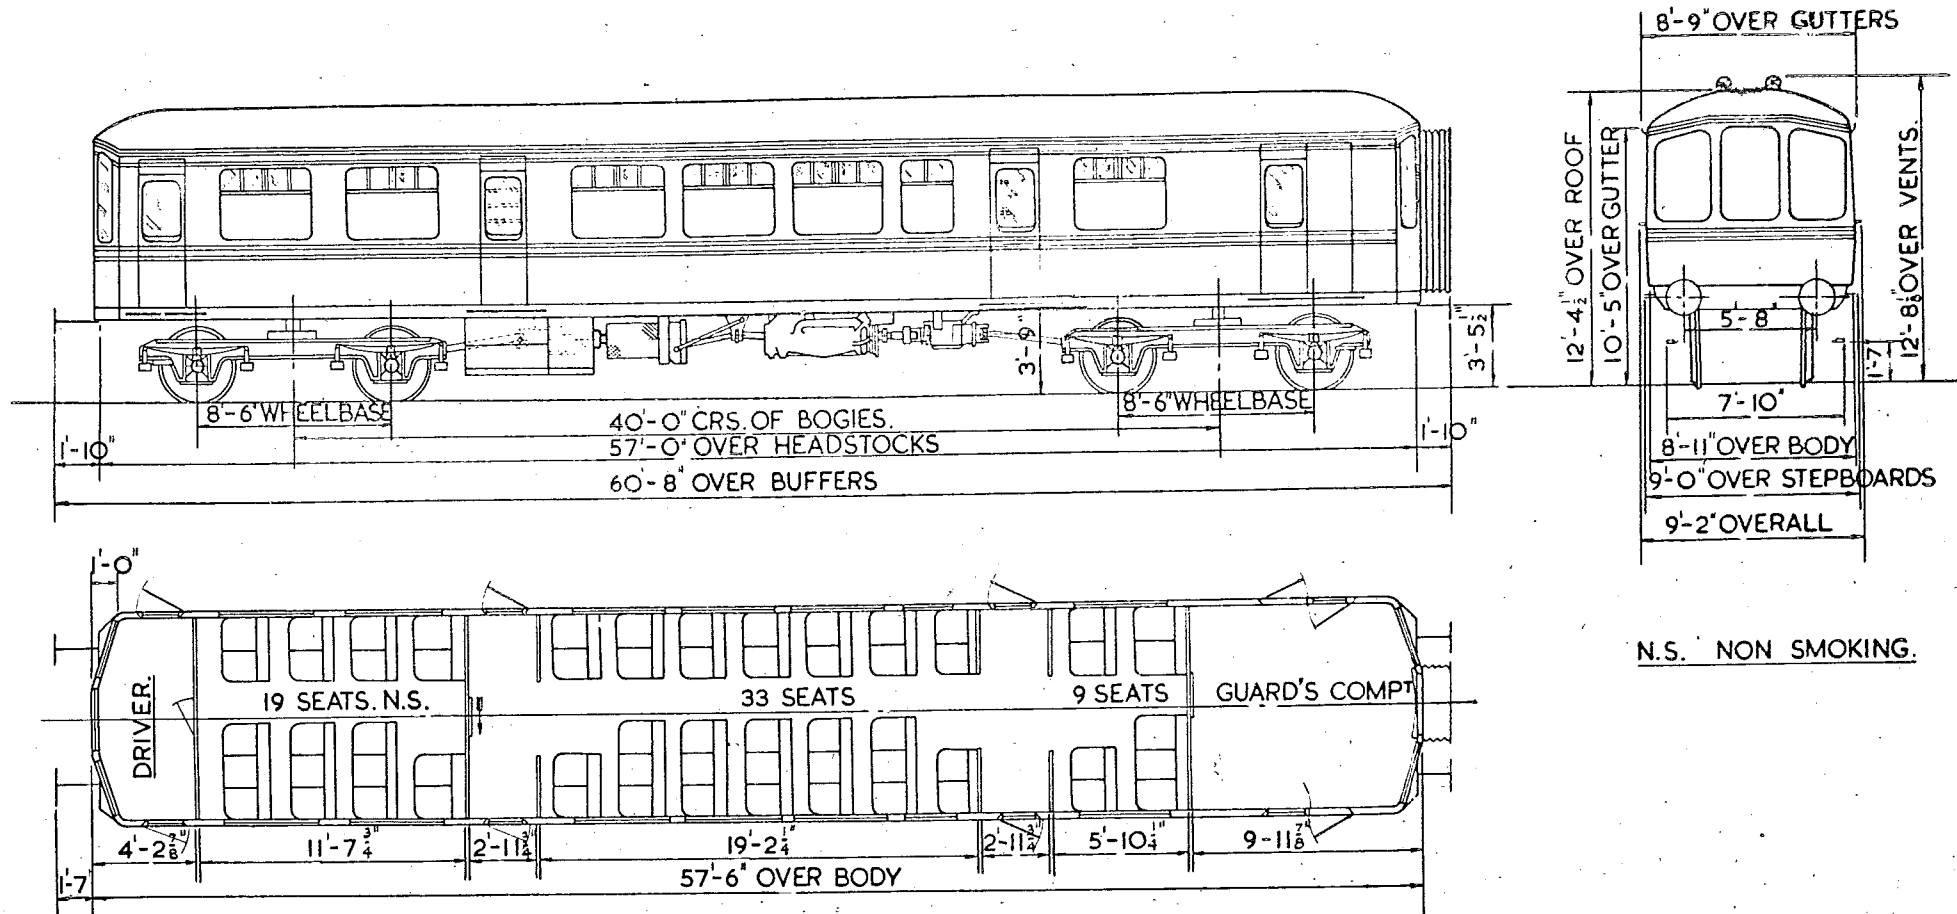 8'-9" OVER GUTTERS
12'-4½" OVER ROOF
10'-5" OVER GUTTER
12'-8⅛" OVER VENTS.
5'-8"
1'-7"
7'-10"
8'-11" OVER BODY
9'-0" OVER STEPBOARDS
9'-2" OVERALL
3'-9"
3'-5½"
8'-6" WHEELBASE
40'-0" CRS. OF BOGIES.
8'-6" WHEELBASE
1'-10"
57'-0" OVER HEADSTOCKS
1'-10"
60'-8" OVER BUFFERS
1'-0"
DRIVER.
19 SEATS. N.S.
33 SEATS
9 SEATS
GUARD'S COMPT
N.S. NON SMOKING.
4'-2⅞"
11'-7¾"
2'-11¾"
19'-2¼"
2'-11¾"
5'-10¼"
9'-11⅞"
1'-7"
57'-6" OVER BODY